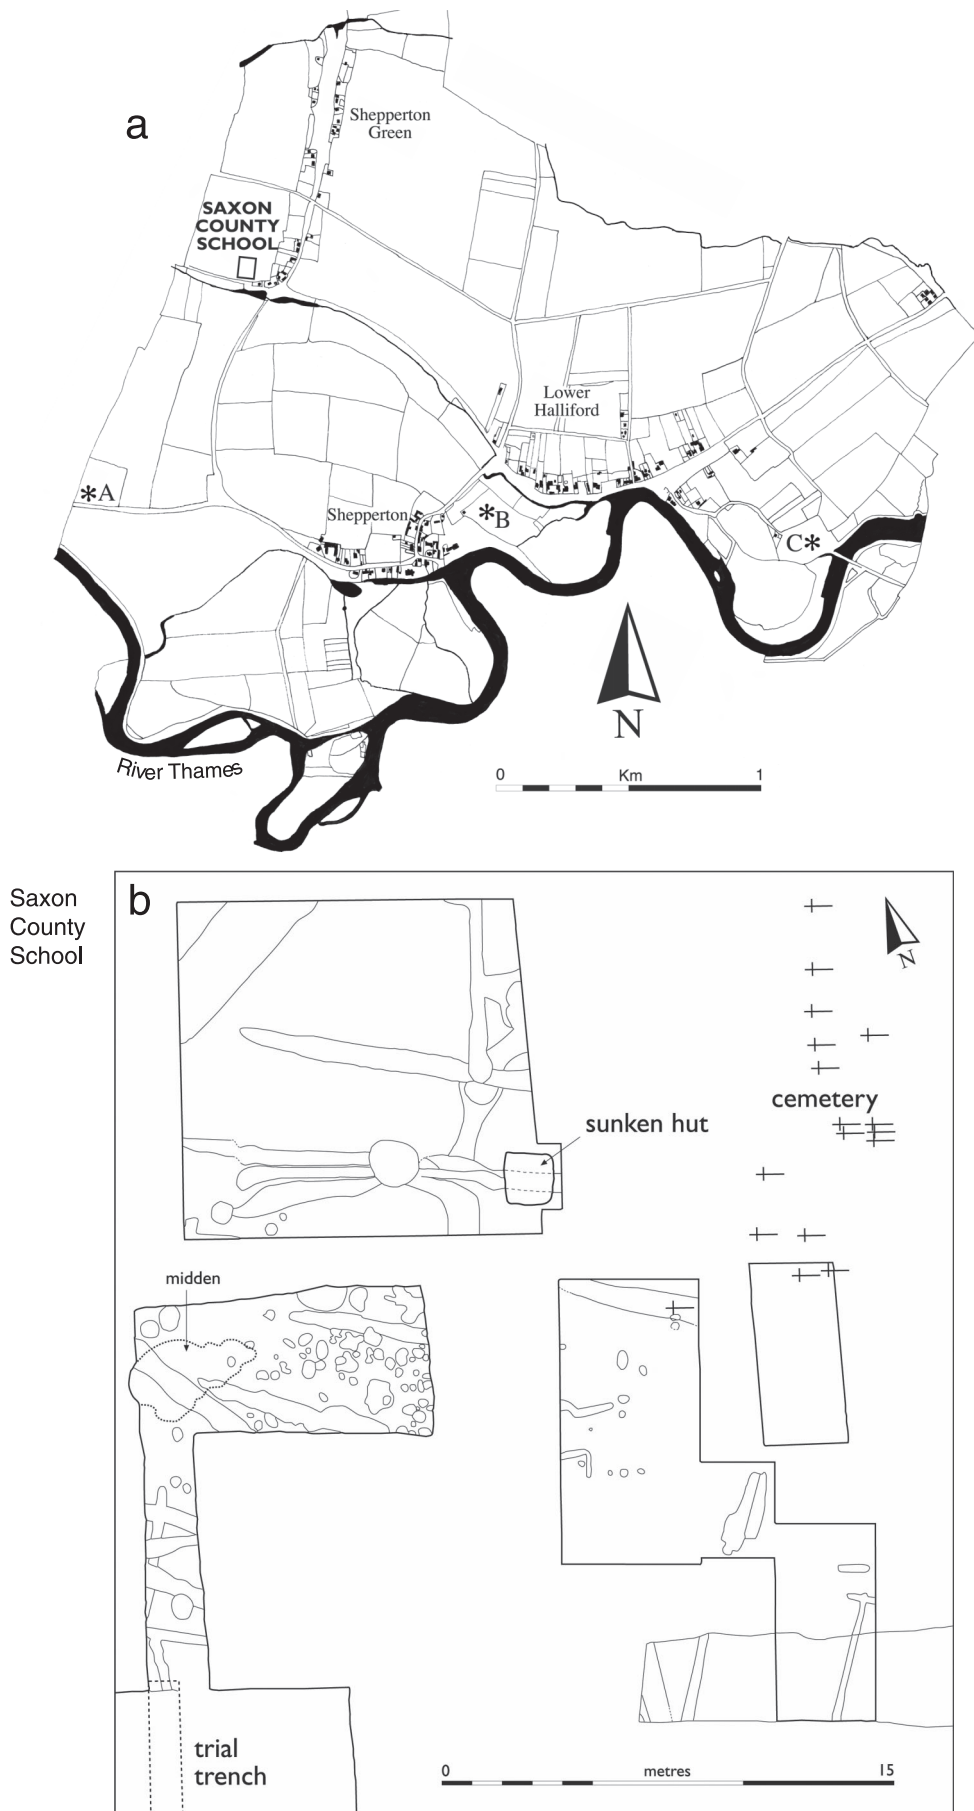 a
Shepperton
Green
SAXON
COUNTY
SCHOOL
Lower
Halliford
*A
Shepperton
*B
C*
N
River Thames
0 Km 1
Saxon
County
School
b
N
cemetery
sunken hut
midden
trial
trench
0 metres 15